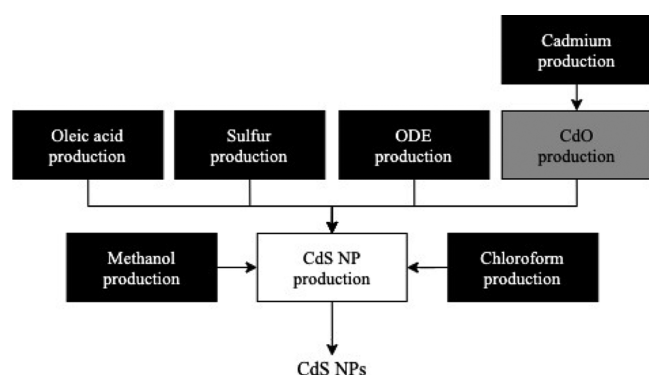 Cadmium
production
Oleic acid
production
Sulfur
production
ODE
production
CdO
production
Methanol
production
CdS NP
production
Chloroform
production
CdS NPs